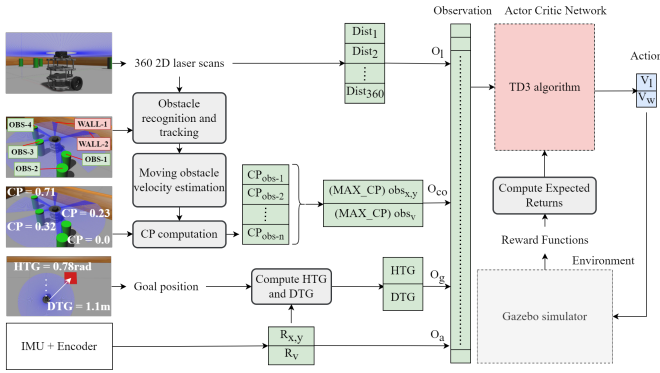 Observation
Actor Critic Network
360 2D laser scans
Dist1
Dist2
Dist360
Ol
TD3 algorithm
Action
Vl
Vw
OBS-4
WALL-1
OBS-3
WALL-2
OBS-1
OBS-2
Obstacle
recognition and
tracking
Moving obstacle
velocity estimation
CP computation
CP = 0.71
CP = 0.23
CP = 0.32
CP = 0.0
CPobs-1
CPobs-2
CPobs-n
(MAX_CP) obsx,y
(MAX_CP) obsv
Oco
Compute Expected
Returns
Reward Functions
Environment
Gazebo simulator
HTG = 0.78rad
DTG = 1.1m
Goal position
Compute HTG
and DTG
HTG
DTG
Og
IMU + Encoder
Rx,y
Rv
Oa